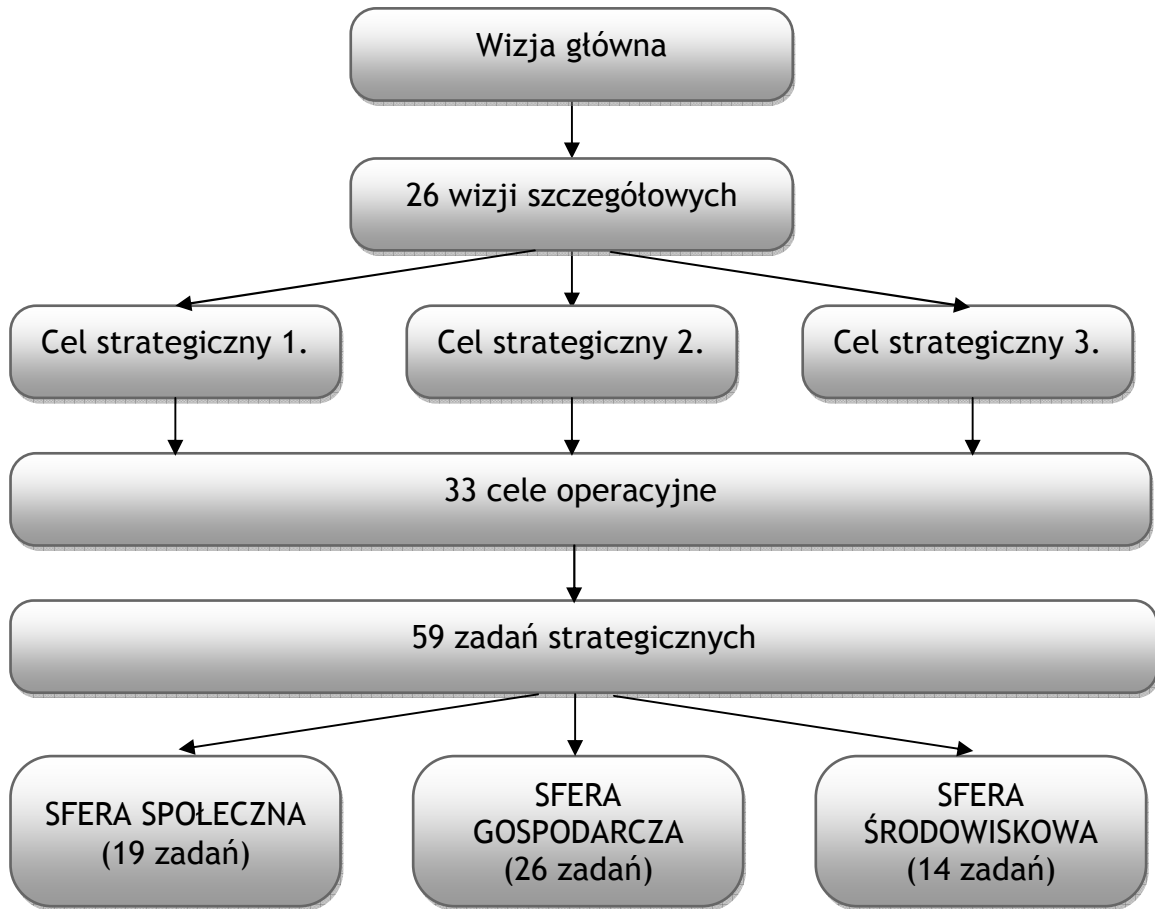 Wizja główna
26 wizji szczegółowych
Cel strategiczny 1.
Cel strategiczny 2.
Cel strategiczny 3.
33 cele operacyjne
59 zadań strategicznych
SFERA SPOŁECZNA
(19 zadań)
SFERA
GOSPODARCZA
(26 zadań)
SFERA
ŚRODOWISKOWA
(14 zadań)